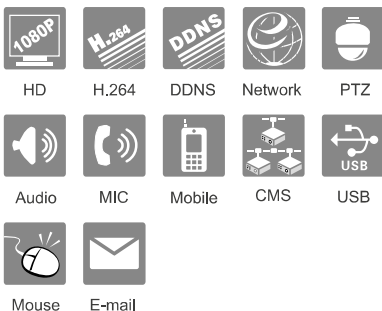 1080P H.264 DDNS
HD H.264 DDNS Network PTZ
USB
Audio MIC Mobile CMS USB
Mouse E-mail